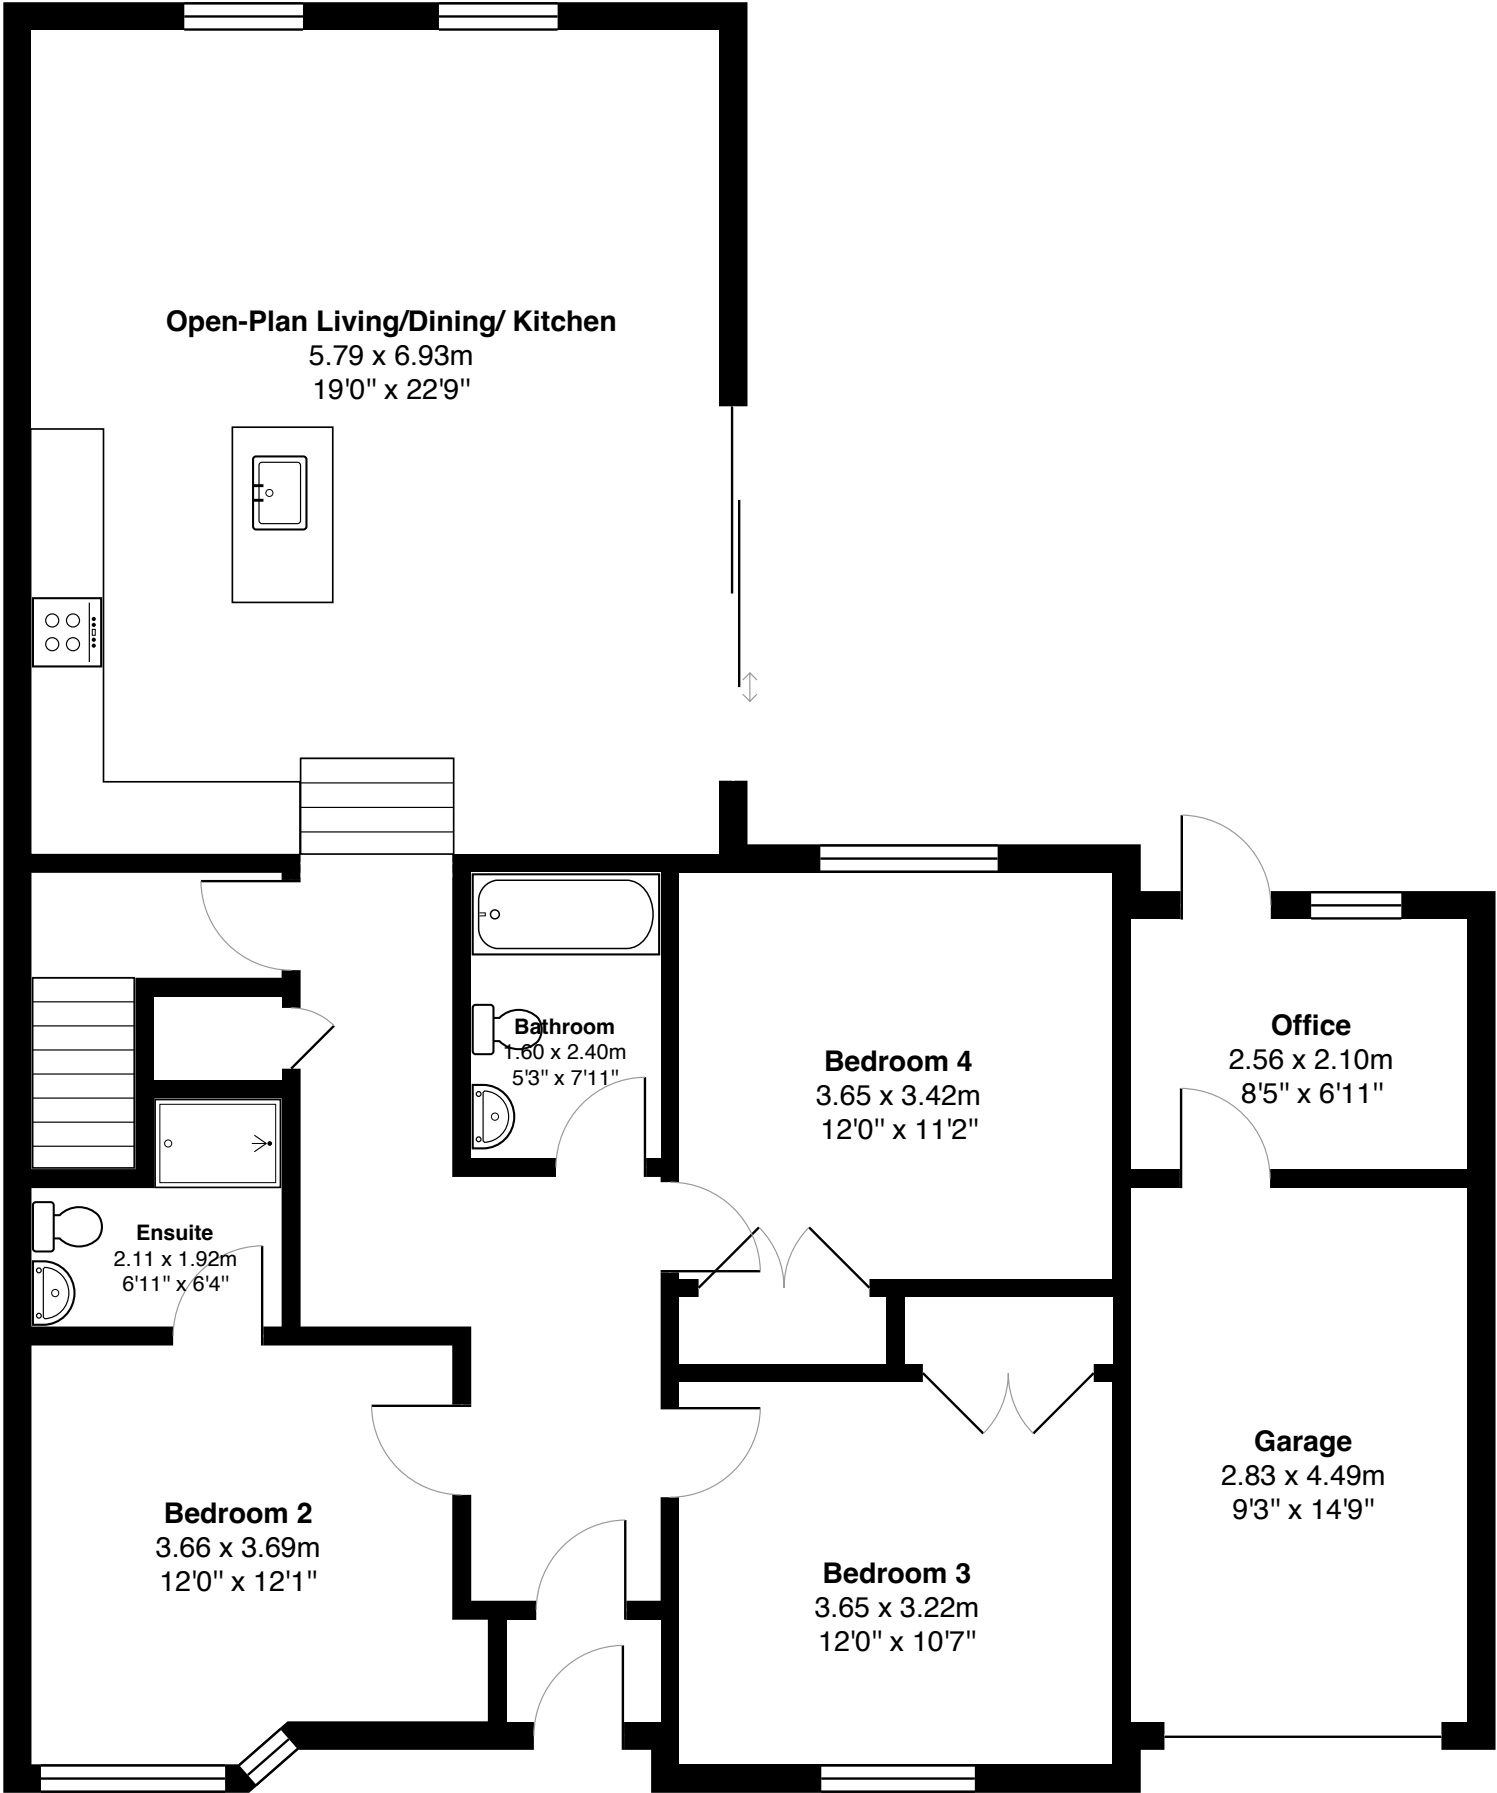 Open-Plan Living/Dining/ Kitchen
5.79 x 6.93m
19'0" x 22'9"
Bathroom
1.60 x 2.40m
5'3" x 7'11"
Bedroom 4
3.65 x 3.42m
12'0" x 11'2"
Office
2.56 x 2.10m
8'5" x 6'11"
Ensuite
2.11 x 1.92m
6'11" x 6'4"
Bedroom 2
3.66 x 3.69m
12'0" x 12'1"
Bedroom 3
3.65 x 3.22m
12'0" x 10'7"
Garage
2.83 x 4.49m
9'3" x 14'9"